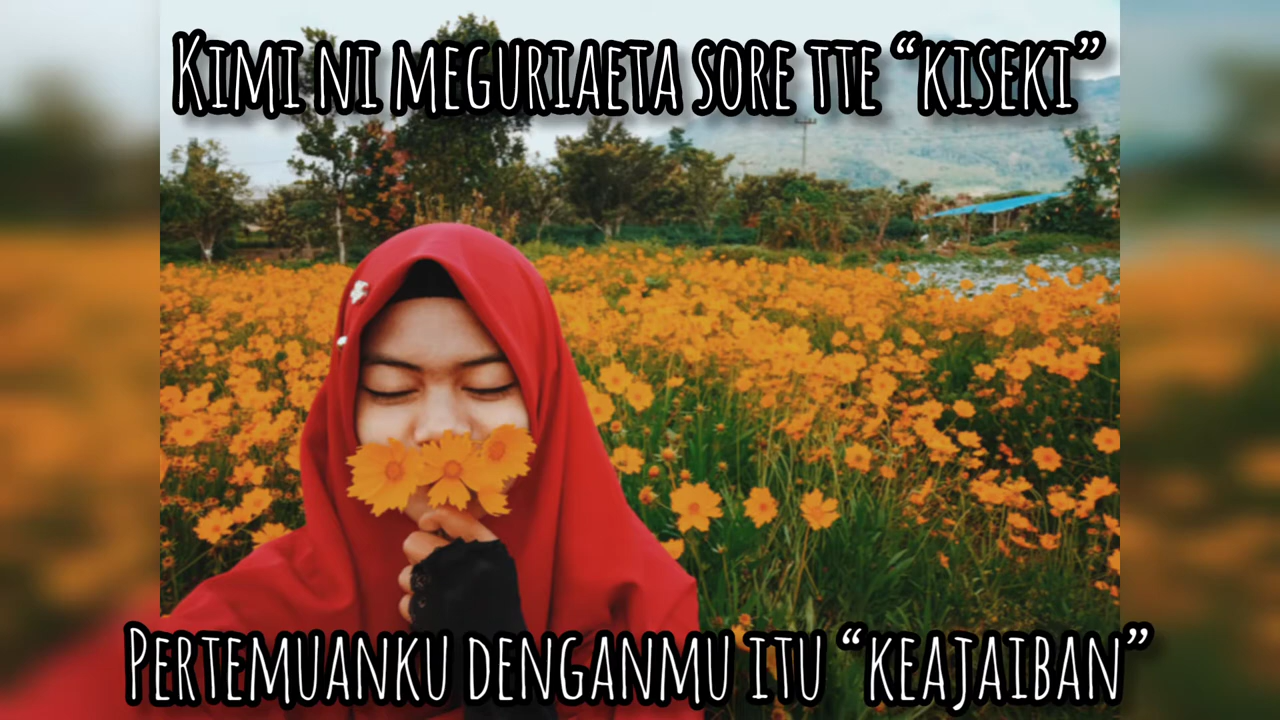 Kimi ni meguriaeta sore tte “kiseki”
Pertemuanku denganmu itu “keajaiban”